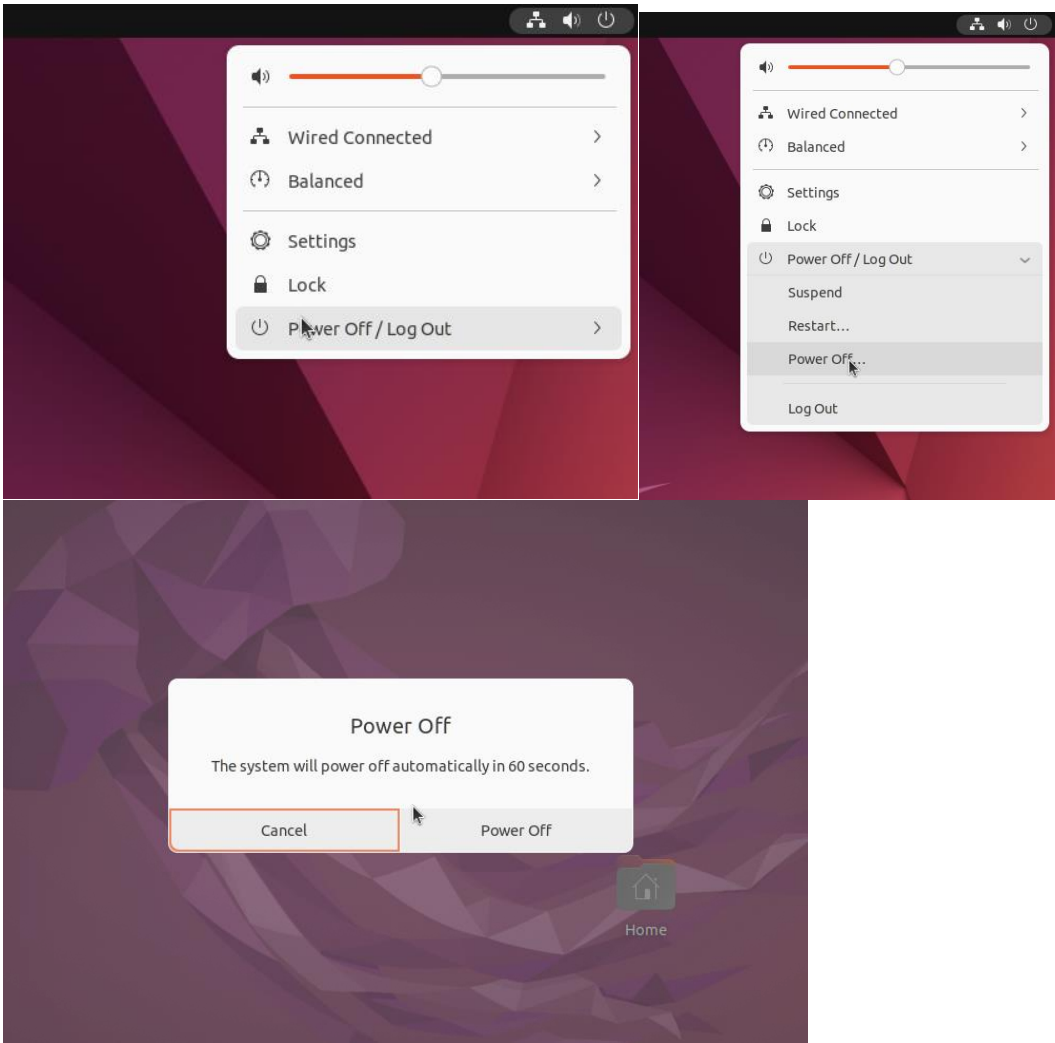 Wired Connected
Balanced
Settings
Lock
Power Off / Log Out
Wired Connected
Balanced
Settings
Lock
Power Off / Log Out
Suspend
Restart...
Power Off...
Log Out
Power Off
The system will power off automatically in 60 seconds.
Cancel
Power Off
Home